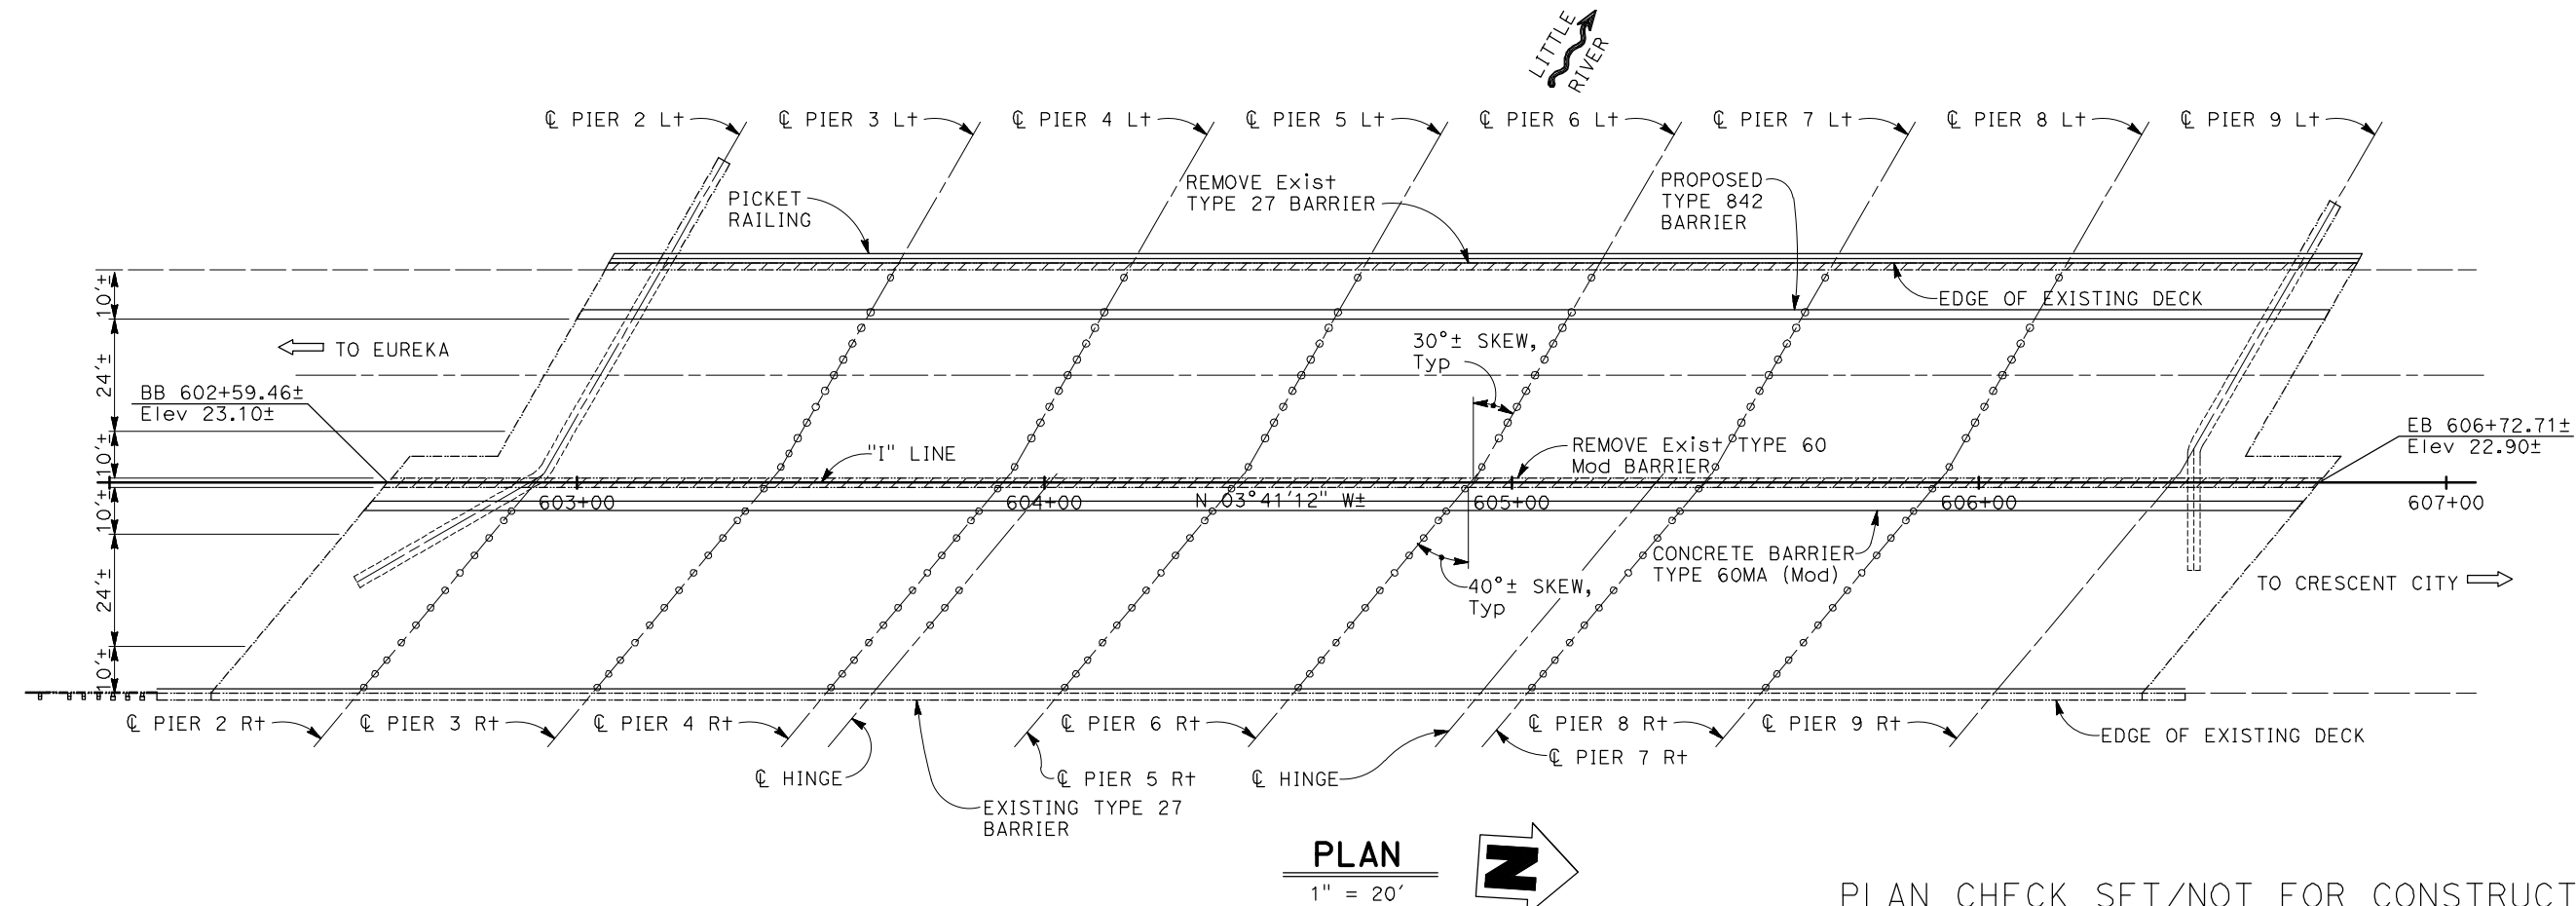 LITTLE
RIVER
℄ PIER 2 Lt
℄ PIER 3 Lt
℄ PIER 4 Lt
℄ PIER 5 Lt
℄ PIER 6 Lt
℄ PIER 7 Lt
℄ PIER 8 Lt
℄ PIER 9 Lt
PICKET
RAILING
REMOVE Exist
TYPE 27 BARRIER
PROPOSED
TYPE 842
BARRIER
10'±
24'±
10'±
10'±
24'±
10'±
EDGE OF EXISTING DECK
TO EUREKA
30°± SKEW,
Typ
BB 602+59.46±
Elev 23.10±
"I" LINE
REMOVE Exist TYPE 60
Mod BARRIER
EB 606+72.71±
Elev 22.90±
603+00
604+00
N 03°41'12" W±
605+00
606+00
607+00
CONCRETE BARRIER
TYPE 60MA (Mod)
40°± SKEW,
Typ
TO CRESCENT CITY
℄ PIER 2 Rt
℄ PIER 3 Rt
℄ PIER 4 Rt
℄ PIER 6 Rt
℄ PIER 8 Rt
℄ PIER 9 Rt
EDGE OF EXISTING DECK
℄ PIER 7 Rt
℄ HINGE
℄ PIER 5 Rt
℄ HINGE
EXISTING TYPE 27
BARRIER
PLAN
1" = 20'
N
PLAN CHECK SET/NOT FOR CONSTRUCT